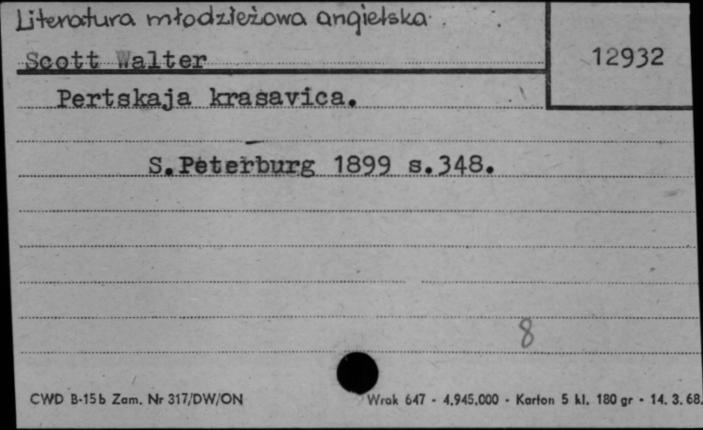 Literatura młodzieżowa angielska
Scott Walter
12932
Pertskaja krasavica.
S.Peterburg 1899 s.348.
8
CWD B-15b Zam. Nr 317/DW/ON
Wrak 647 - 4.945.000 - Karton 5 kl. 180 gr - 14. 3. 68.